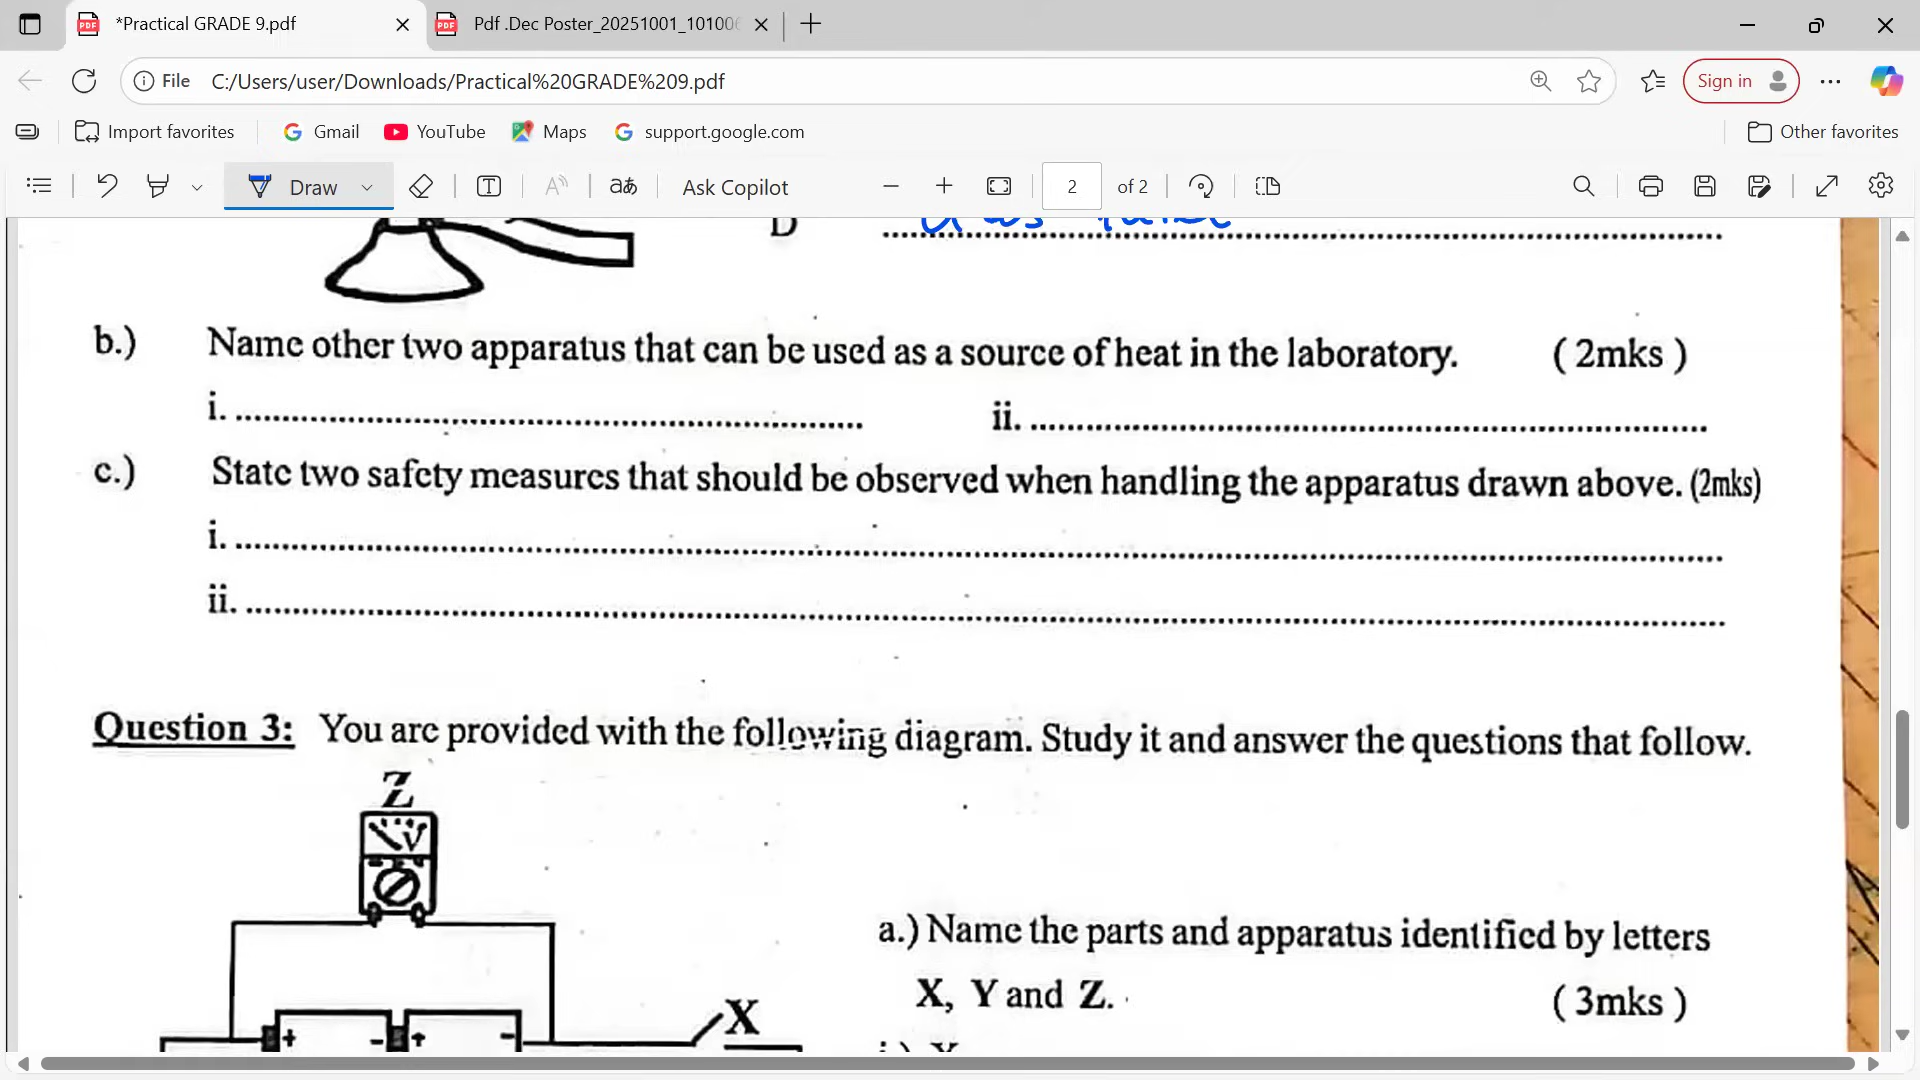 *Practical GRADE 9.pdf
Pdf .Dec Poster_20251001_101006
File C:/Users/user/Downloads/Practical%20GRADE%209.pdf
Sign in
Import favorites Gmail YouTube Maps support.google.com Other favorites
Draw Ask Copilot 2 of 2
D
b.) Name other two apparatus that can be used as a source of heat in the laboratory. ( 2mks )
i. ii.
c.) State two safety measures that should be observed when handling the apparatus drawn above. (2mks)
i.
ii.
Question 3: You are provided with the following diagram. Study it and answer the questions that follow.
Z
V
a.) Name the parts and apparatus identified by letters
X, Y and Z. ( 3mks )
X
+ - + -